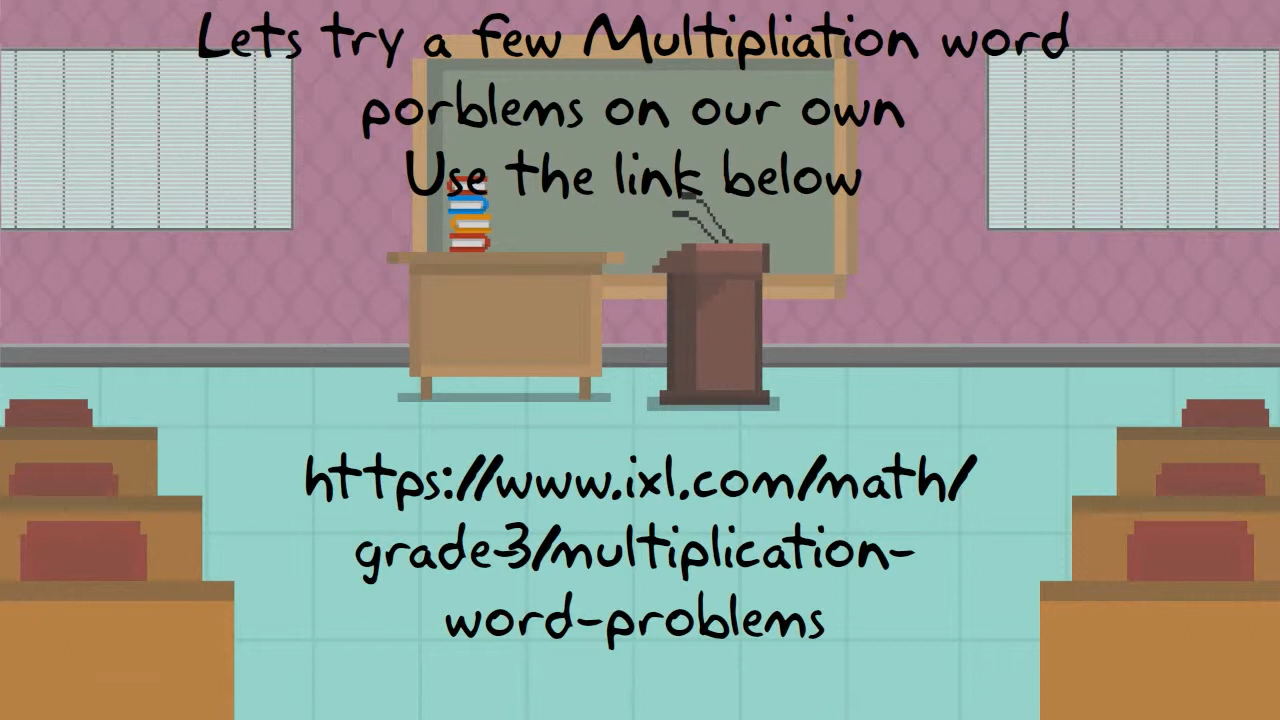 Lets try a few Multipliation word
porblems on our own
Use the link below
https://www.ixl.com/math/
grade-3/multiplication-
word-problems